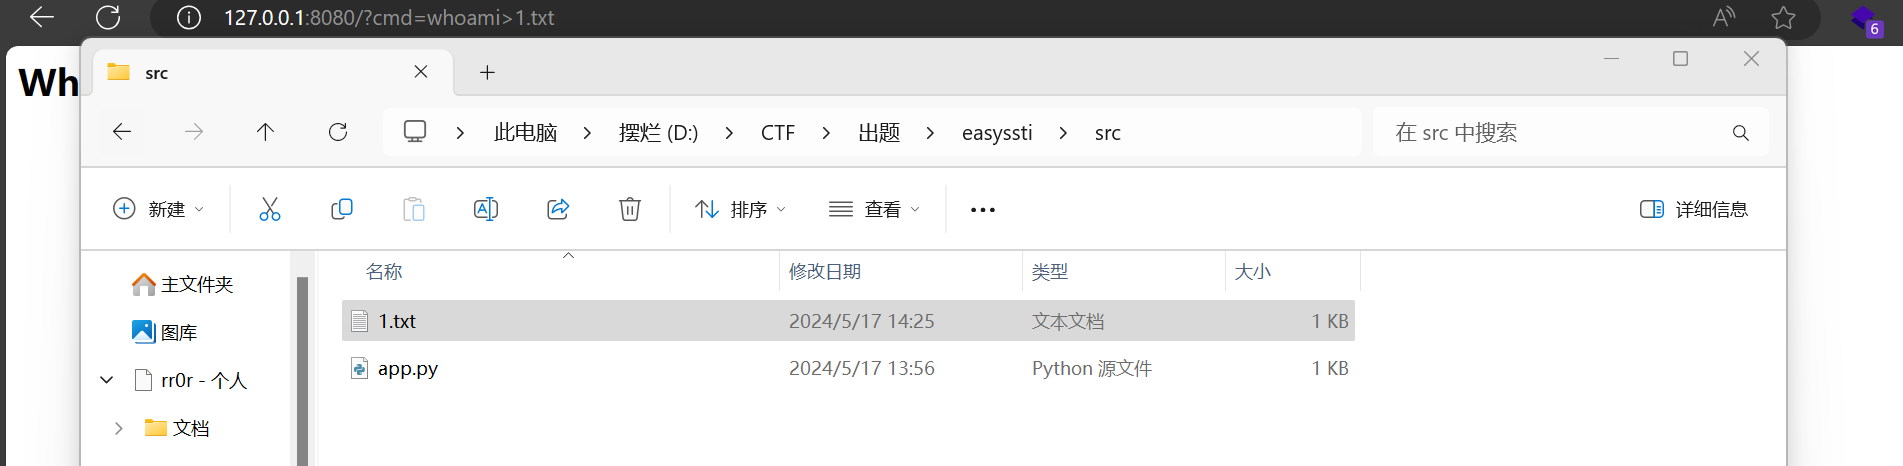 127.0.0.1:8080/?cmd=whoami>1.txt
6
Wh
src
此电脑 摆烂 (D:) CTF 出题 easyssti src
在 src 中搜索
新建
排序
查看
详细信息
名称 修改日期 类型 大小
主文件夹
1.txt 2024/5/17 14:25 文本文档 1 KB
图库
app.py 2024/5/17 13:56 Python 源文件 1 KB
rr0r - 个人
文档